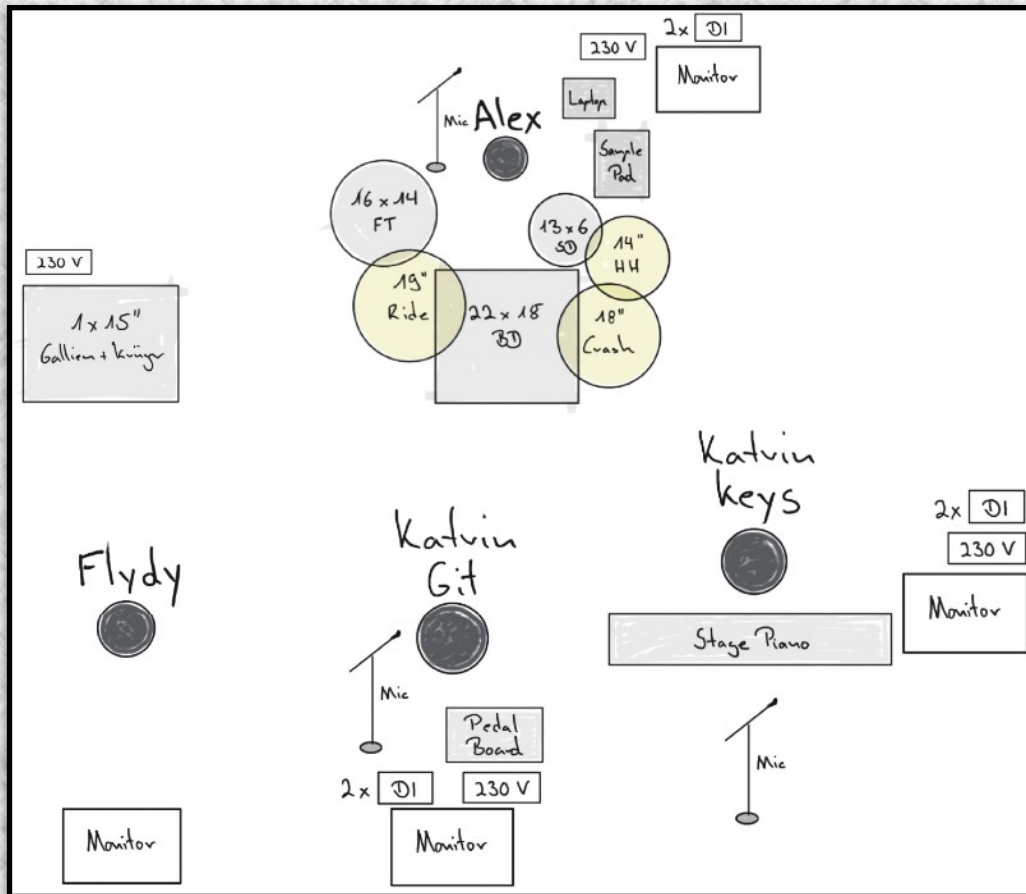 2x DI
230 V
Monitor
Laptop
Mic
Alex
Sample
Pad
16 x 14
FT
13 x 6
SD
14"
HH
230 V
19"
Ride
22 x 18
BD
18"
Crash
1 x 15"
Gallien + Krüger
Katrin
keys
2x DI
230 V
Monitor
Katrin
Git
Flydy
Stage Piano
Mic
Pedal
Board
Mic
2x DI
230 V
Monitor
Monitor